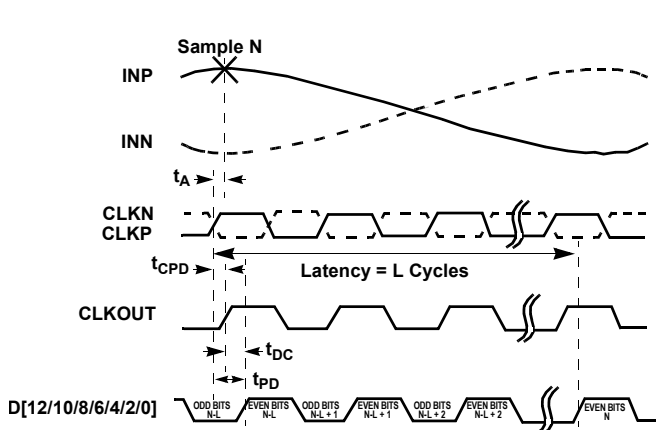 Sample N
INP
INN
tA
CLKN
CLKP
tCPD
Latency = L Cycles
CLKOUT
tDC
tPD
D[12/10/8/6/4/2/0]
ODD BITS
N-L
EVEN BITS
N-L
ODD BITS
N-L + 1
EVEN BITS
N-L + 1
ODD BITS
N-L + 2
EVEN BITS
N-L + 2
EVEN BITS
N